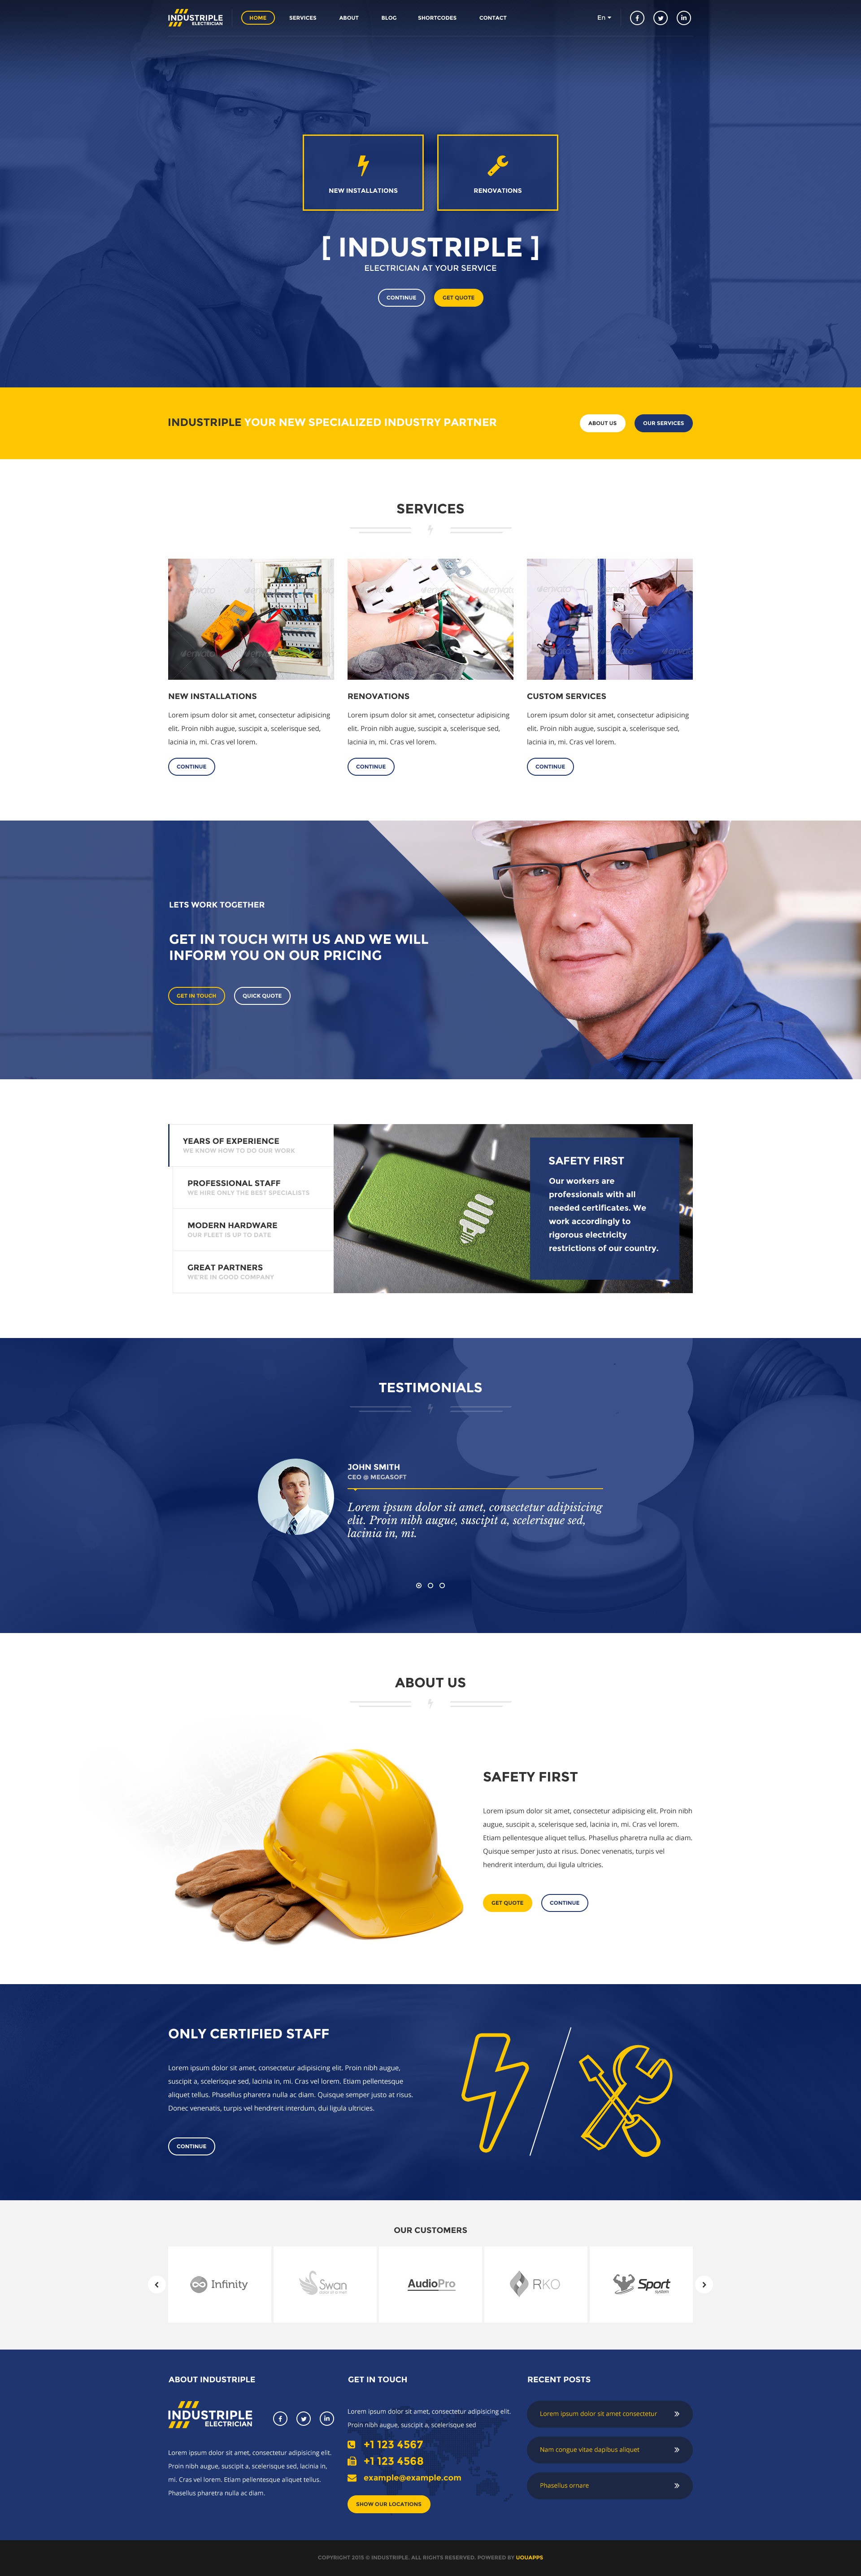 INDUSTRIPLE
ELECTRICIAN
HOME
SERVICES
ABOUT
BLOG
SHORTCODES
CONTACT
En
NEW INSTALLATIONS
RENOVATIONS
[ INDUSTRIPLE ]
ELECTRICIAN AT YOUR SERVICE
CONTINUE
GET QUOTE
INDUSTRIPLE YOUR NEW SPECIALIZED INDUSTRY PARTNER
ABOUT US
OUR SERVICES
SERVICES
NEW INSTALLATIONS
Lorem ipsum dolor sit amet, consectetur adipisicing
elit. Proin nibh augue, suscipit a, scelerisque sed,
lacinia in, mi. Cras vel lorem.
CONTINUE
RENOVATIONS
Lorem ipsum dolor sit amet, consectetur adipisicing
elit. Proin nibh augue, suscipit a, scelerisque sed,
lacinia in, mi. Cras vel lorem.
CONTINUE
CUSTOM SERVICES
Lorem ipsum dolor sit amet, consectetur adipisicing
elit. Proin nibh augue, suscipit a, scelerisque sed,
lacinia in, mi. Cras vel lorem.
CONTINUE
LETS WORK TOGETHER
GET IN TOUCH WITH US AND WE WILL
INFORM YOU ON OUR PRICING
GET IN TOUCH
QUICK QUOTE
YEARS OF EXPERIENCE
WE KNOW HOW TO DO OUR WORK
PROFESSIONAL STAFF
WE HIRE ONLY THE BEST SPECIALISTS
MODERN HARDWARE
OUR FLEET IS UP TO DATE
GREAT PARTNERS
WE'RE IN GOOD COMPANY
SAFETY FIRST
Our workers are
professionals with all
needed certificates. We
work accordingly to
rigorous electricity
restrictions of our country.
TESTIMONIALS
JOHN SMITH
CEO @ MEGASOFT
Lorem ipsum dolor sit amet, consectetur adipisicing
elit. Proin nibh augue, suscipit a, scelerisque sed,
lacinia in, mi.
ABOUT US
SAFETY FIRST
Lorem ipsum dolor sit amet, consectetur adipisicing elit. Proin nibh
augue, suscipit a, scelerisque sed, lacinia in, mi. Cras vel lorem.
Etiam pellentesque aliquet tellus. Phasellus pharetra nulla ac diam.
Quisque semper justo at risus. Donec venenatis, turpis vel
hendrerit interdum, dui ligula ultricies.
GET QUOTE
CONTINUE
ONLY CERTIFIED STAFF
Lorem ipsum dolor sit amet, consectetur adipisicing elit. Proin nibh augue,
suscipit a, scelerisque sed, lacinia in, mi. Cras vel lorem. Etiam pellentesque
aliquet tellus. Phasellus pharetra nulla ac diam. Quisque semper justo at risus.
Donec venenatis, turpis vel hendrerit interdum, dui ligula ultricies.
CONTINUE
OUR CUSTOMERS
Infinity
Swan
AudioPro
RKO
Sport
system
ABOUT INDUSTRIPLE
INDUSTRIPLE
ELECTRICIAN
Lorem ipsum dolor sit amet, consectetur adipisicing elit.
Proin nibh augue, suscipit a, scelerisque sed, lacinia in,
mi. Cras vel lorem. Etiam pellentesque aliquet tellus.
Phasellus pharetra nulla ac diam.
GET IN TOUCH
Lorem ipsum dolor sit amet, consectetur adipisicing elit.
Proin nibh augue, suscipit a, scelerisque sed
+1 123 4567
+1 123 4568
example@example.com
SHOW OUR LOCATIONS
RECENT POSTS
Lorem ipsum dolor sit amet consectetur
Nam congue vitae dapibus aliquet
Phasellus ornare
COPYRIGHT 2015 © INDUSTRIPLE. ALL RIGHTS RESERVED. POWERED BY UOUAPPS